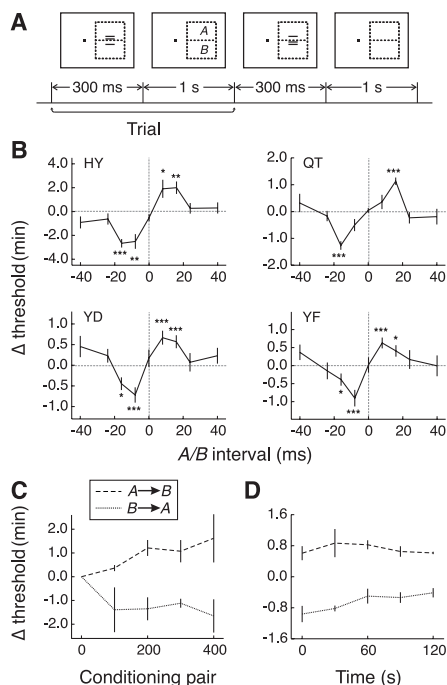 A
A
B
300 ms 1 s 300 ms 1 s
Trial
B
HY
4.0
2.0
0.0
-2.0
-4.0
* **
*** **
-40 -20 0 20 40
QT
2.0
1.0
0.0
-1.0
-2.0
***
***
-40 -20 0 20 40
YD
1.0
0.5
0.0
-0.5
-1.0
*** ***
* ***
-40 -20 0 20 40
YF
1.0
0.5
0.0
-0.5
-1.0
*** *
* ***
-40 -20 0 20 40
Δ threshold (min)
A/B interval (ms)
C
A→B
B→A
Δ threshold (min)
2.0
1.0
0.0
-1.0
-2.0
0 200 400
Conditioning pair
D
1.6
0.8
0.0
-0.8
-1.6
0 60 120
Time (s)